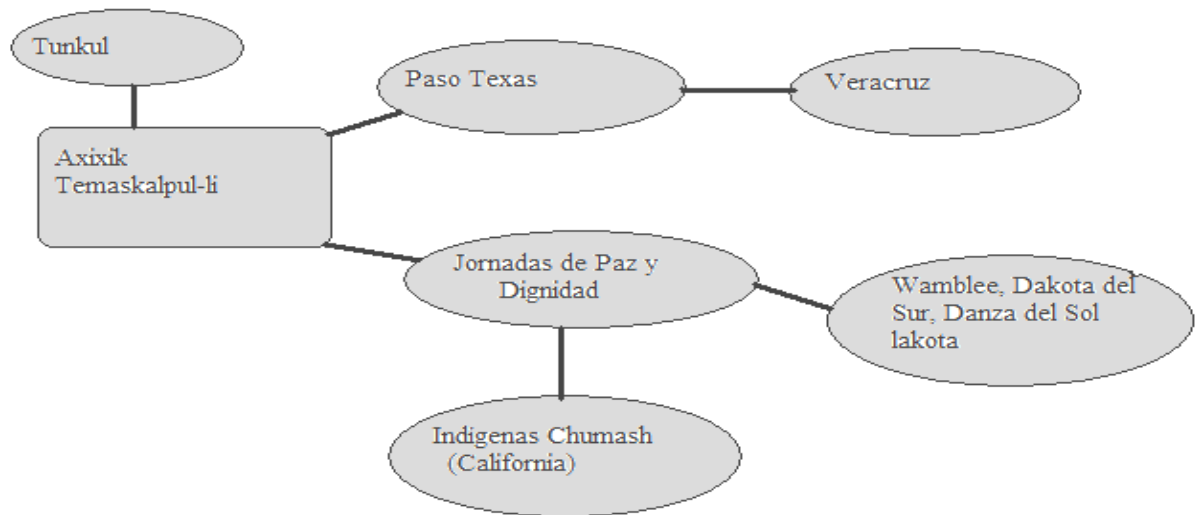 Tunkul
Paso Texas
Veracruz
Axixik
Temaskalpul-li
Jornadas de Paz y
Dignidad
Wamblee, Dakota del
Sur, Danza del Sol
lakota
Indigenas Chumash
(California)